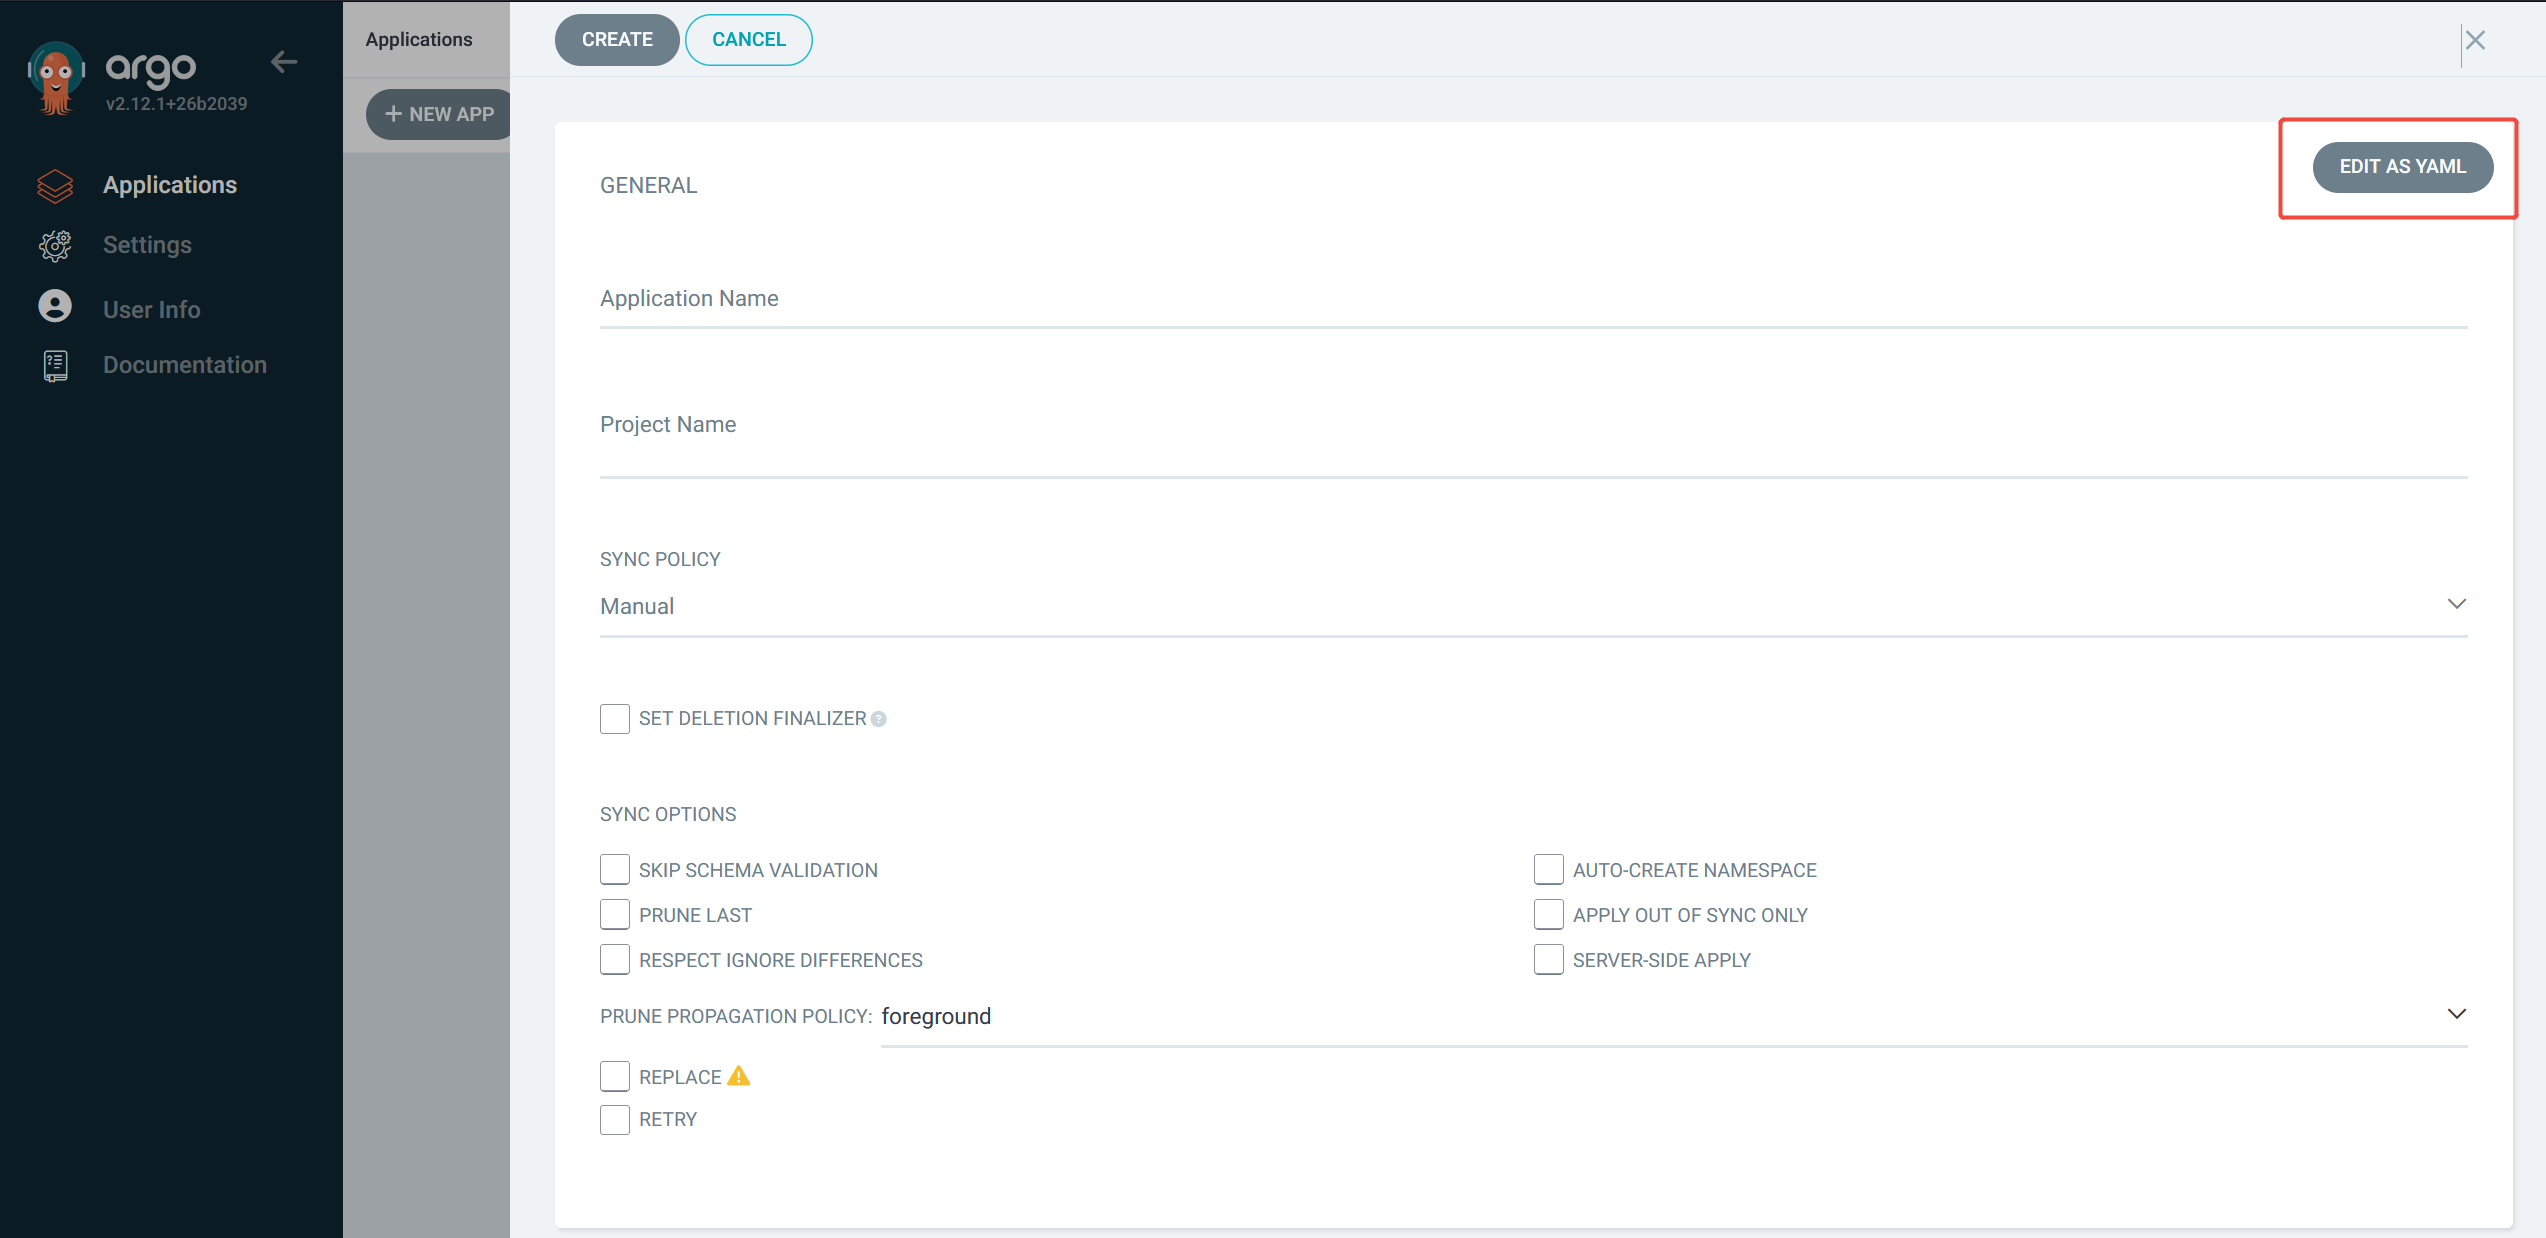 argo
v2.12.1+26b2039
Applications
Settings
User Info
Documentation
Applications
+ NEW APP
CREATE
CANCEL
GENERAL
EDIT AS YAML
Application Name
Project Name
SYNC POLICY
Manual
SET DELETION FINALIZER ?
SYNC OPTIONS
SKIP SCHEMA VALIDATION
AUTO-CREATE NAMESPACE
PRUNE LAST
APPLY OUT OF SYNC ONLY
RESPECT IGNORE DIFFERENCES
SERVER-SIDE APPLY
PRUNE PROPAGATION POLICY: foreground
REPLACE
RETRY